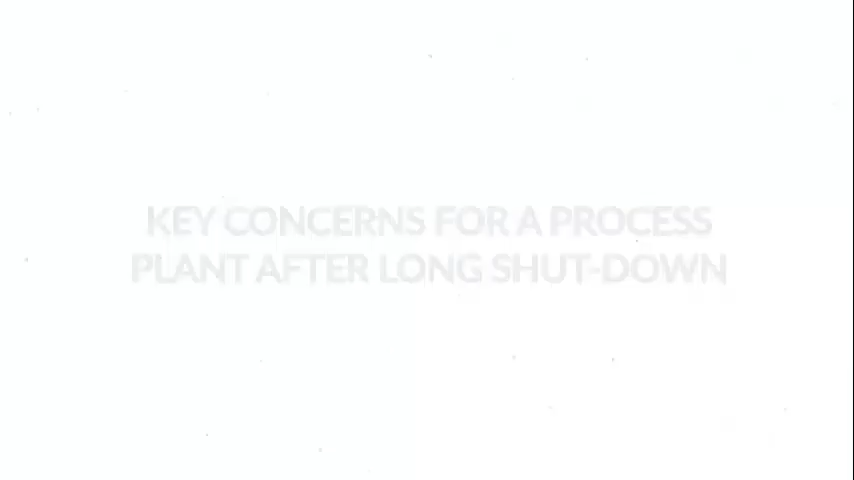 KEY CONCERNS FOR A PROCESS
PLANT AFTER LONG SHUT-DOWN